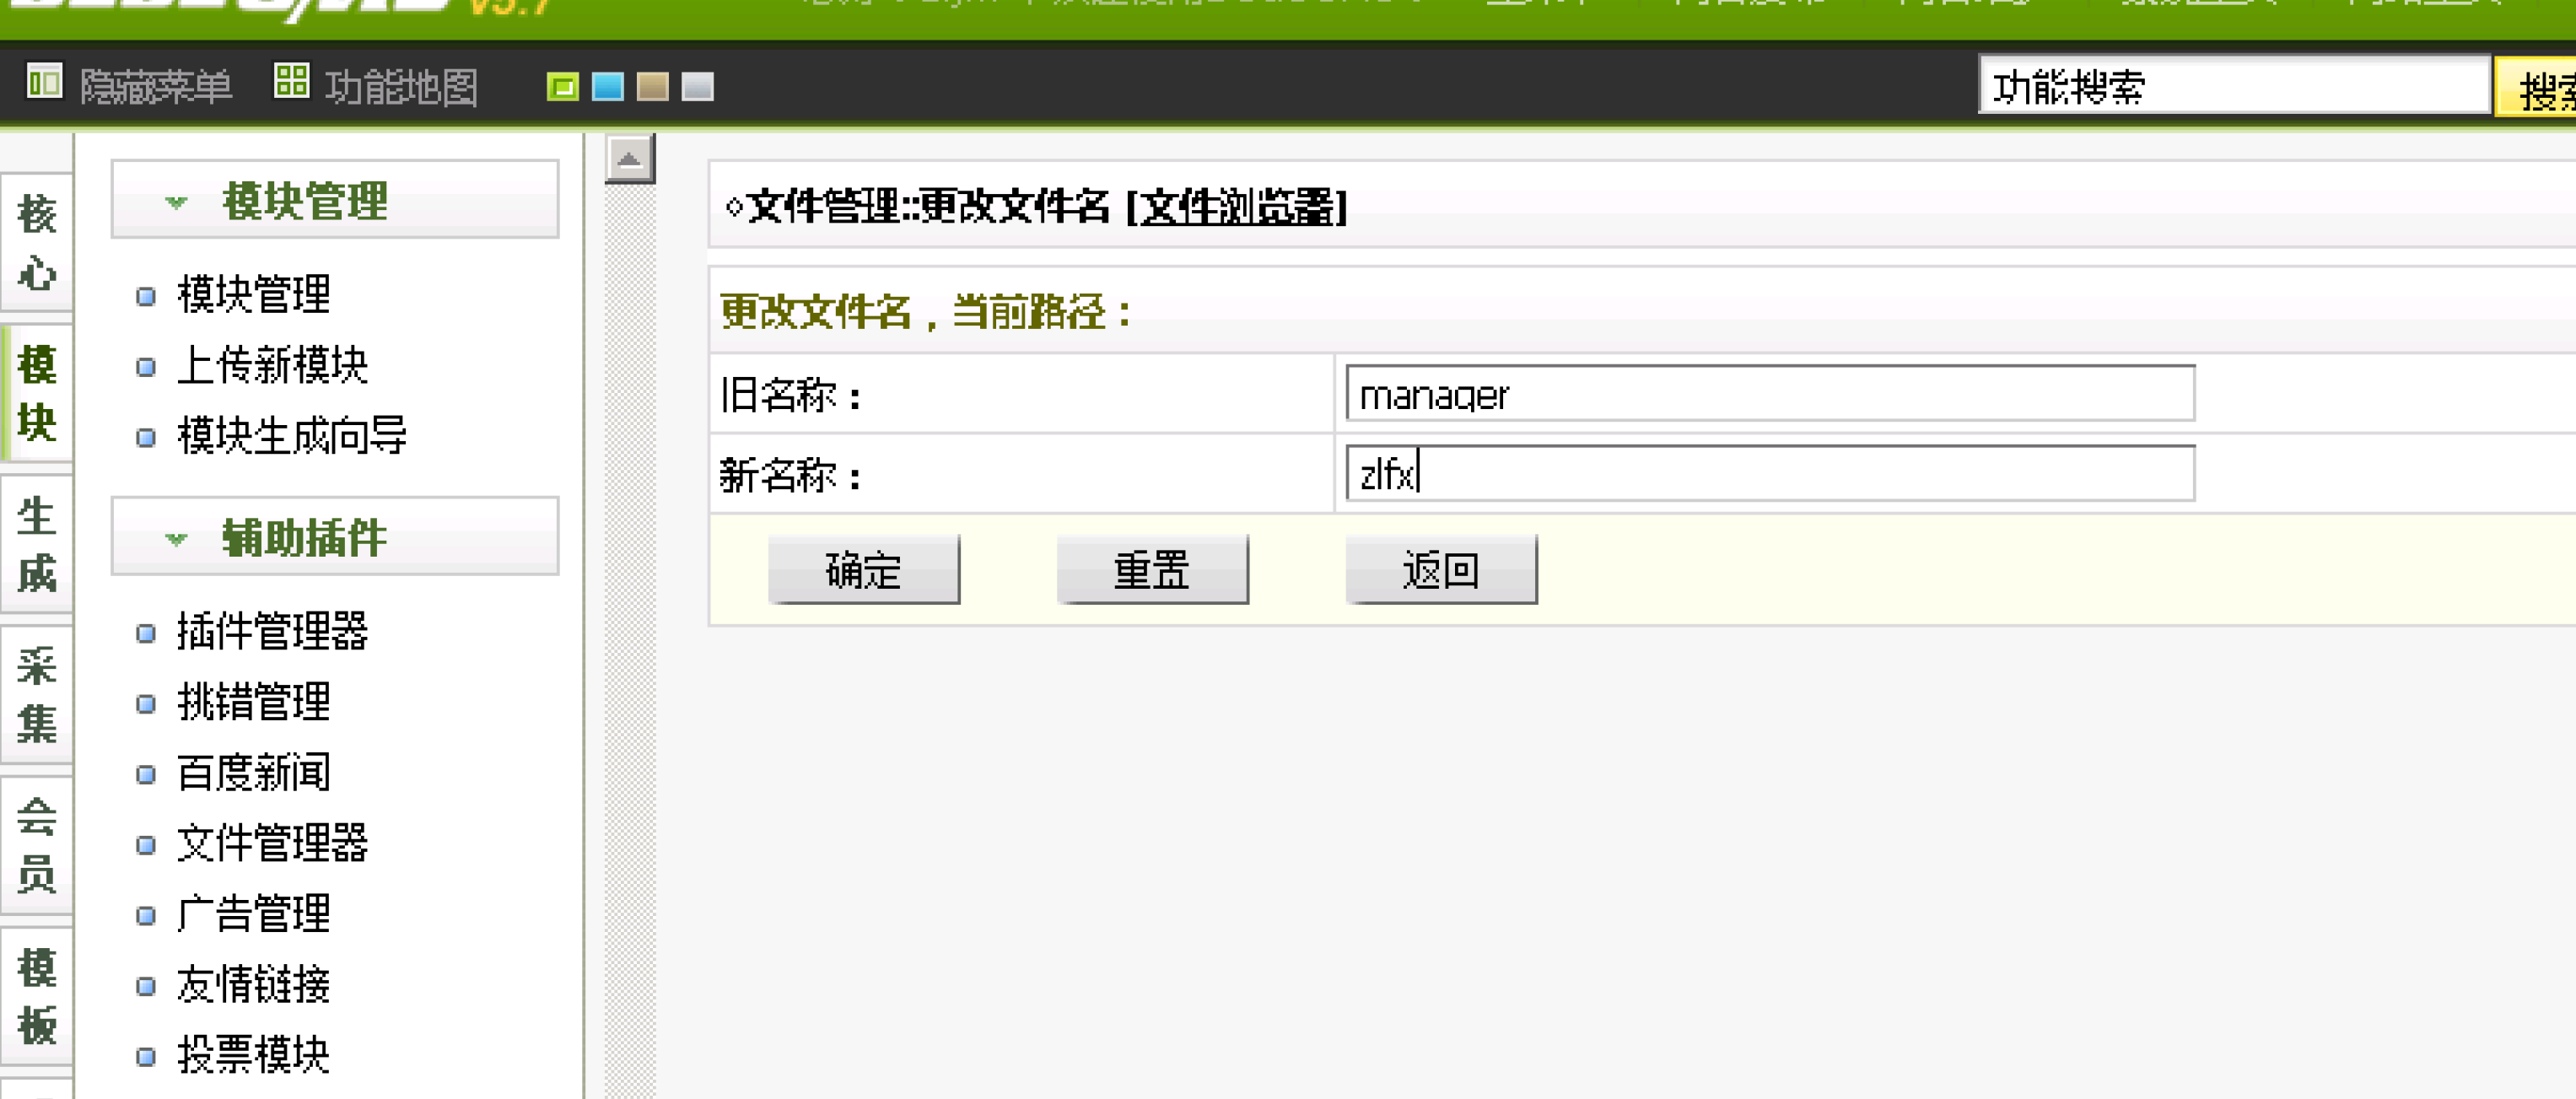 V5.7
隐藏菜单 功能地图 功能搜索
核心
模块
生成
采集
会员
模板
模块管理
模块管理
上传新模块
模块生成向导
辅助插件
插件管理器
挑错管理
百度新闻
文件管理器
广告管理
友情链接
投票模块
文件管理::更改文件名 [文件浏览器]
更改文件名，当前路径：
旧名称： manager
新名称： zlfx
确定 重置 返回